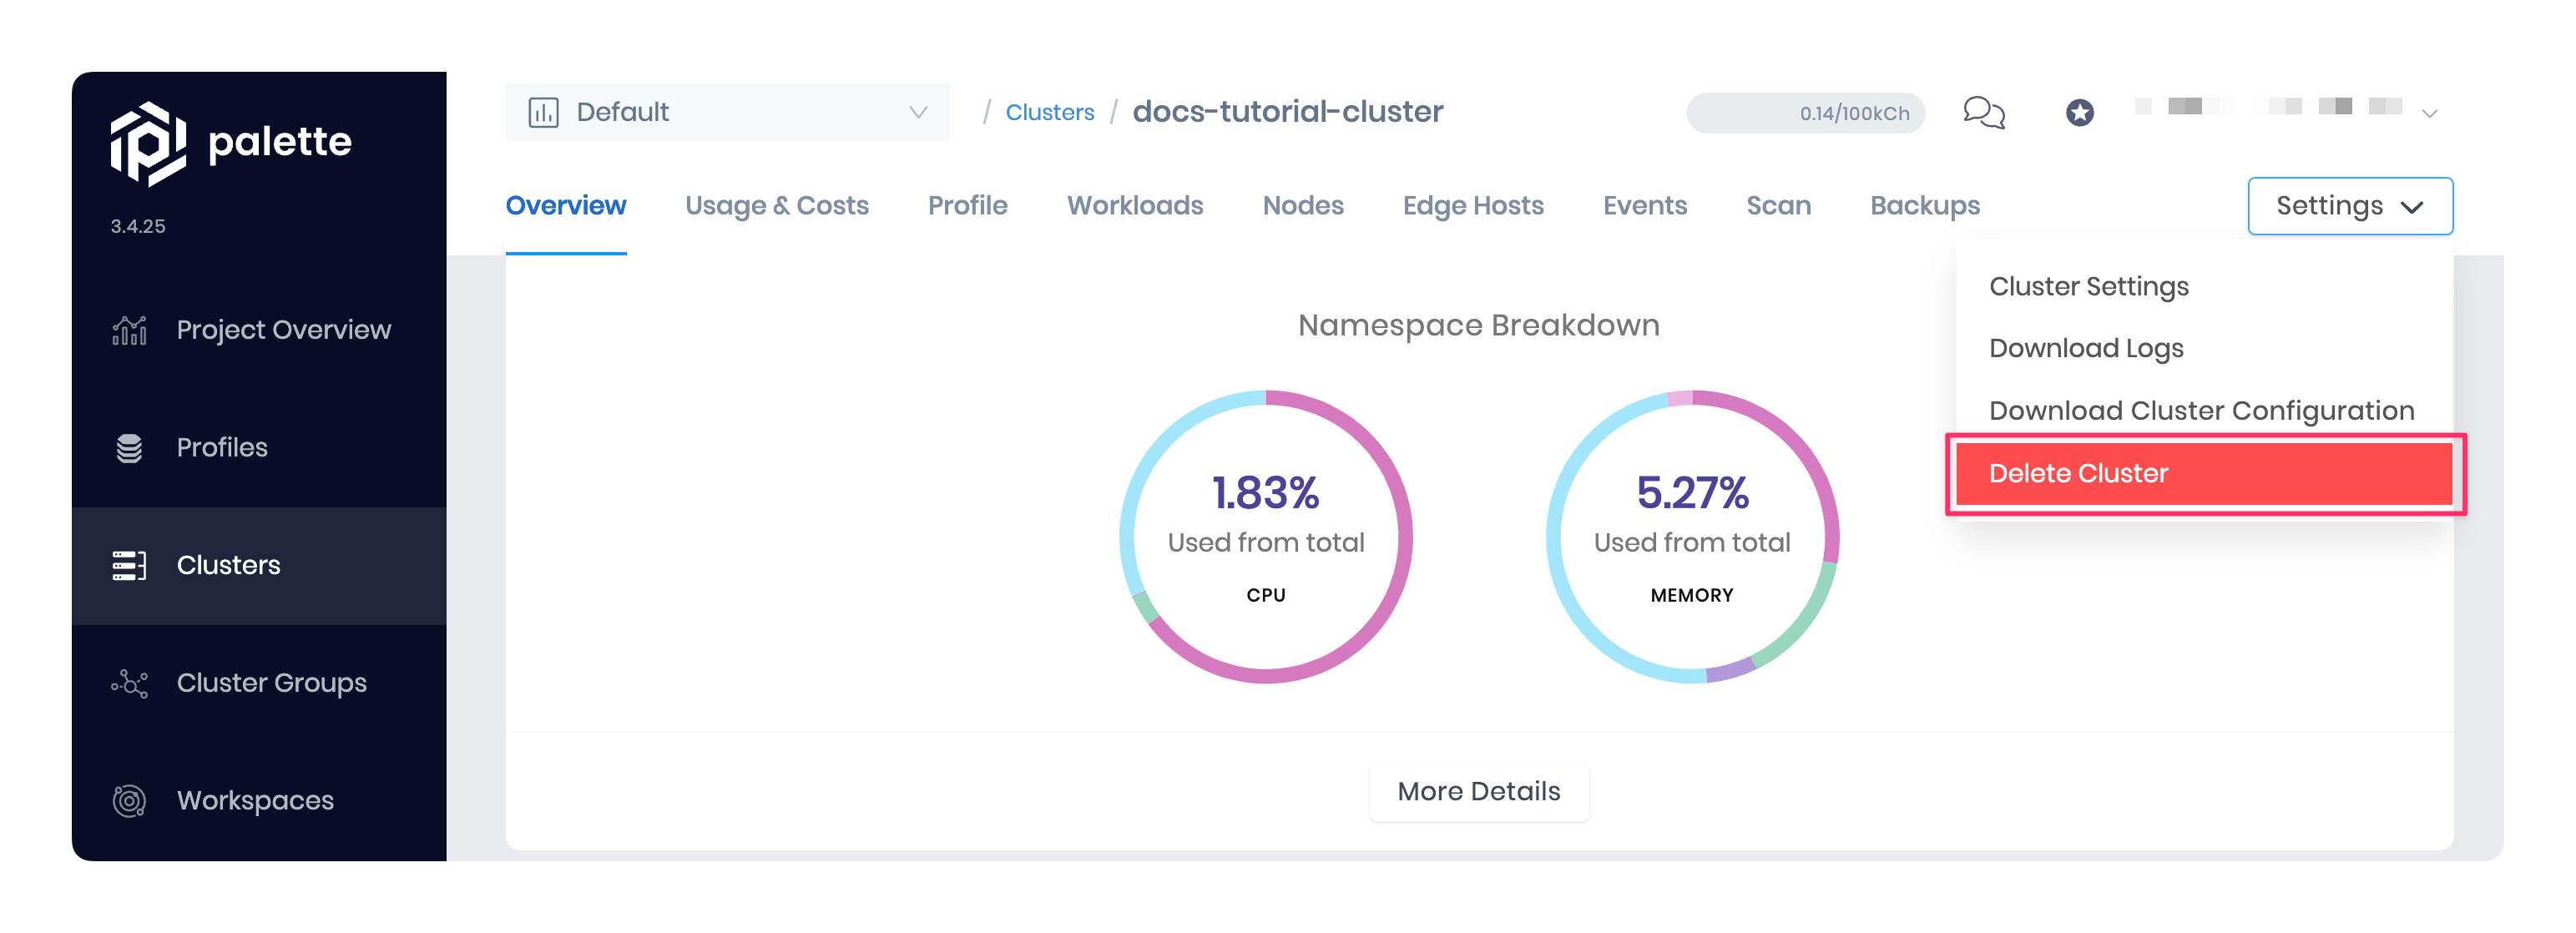 palette
3.4.25
Project Overview
Profiles
Clusters
Cluster Groups
Workspaces
Default
/ Clusters / docs-tutorial-cluster
0.14/100kCh
Overview Usage & Costs Profile Workloads Nodes Edge Hosts Events Scan Backups
Settings
Cluster Settings
Download Logs
Download Cluster Configuration
Delete Cluster
Namespace Breakdown
1.83%
Used from total
CPU
5.27%
Used from total
MEMORY
More Details